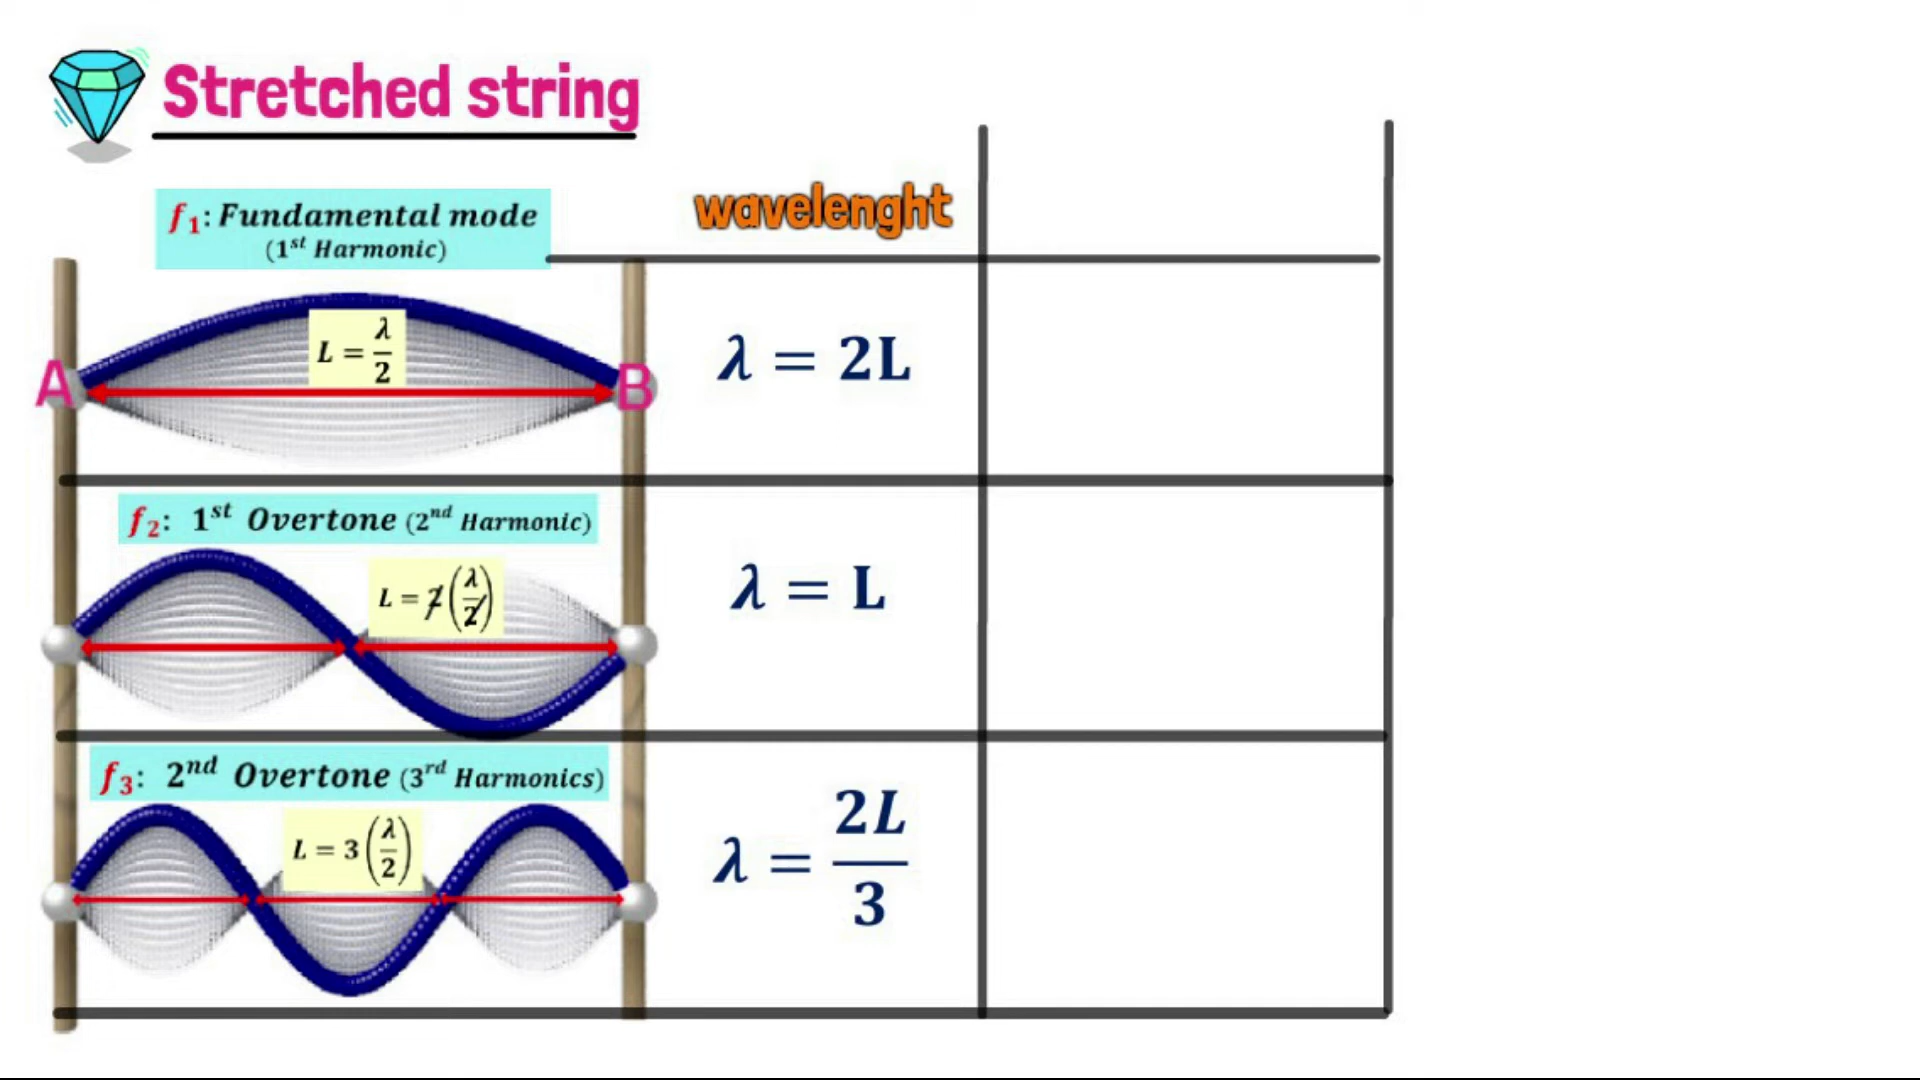 Stretched string
f₁: Fundamental mode
(1ˢᵗ Harmonic)
wavelenght
L = λ/2
A
B
λ = 2L
f₂: 1ˢᵗ Overtone (2ⁿᵈ Harmonic)
L = 2(λ/2)
λ = L
f₃: 2ⁿᵈ Overtone (3ʳᵈ Harmonics)
L = 3(λ/2)
λ = 2L/3